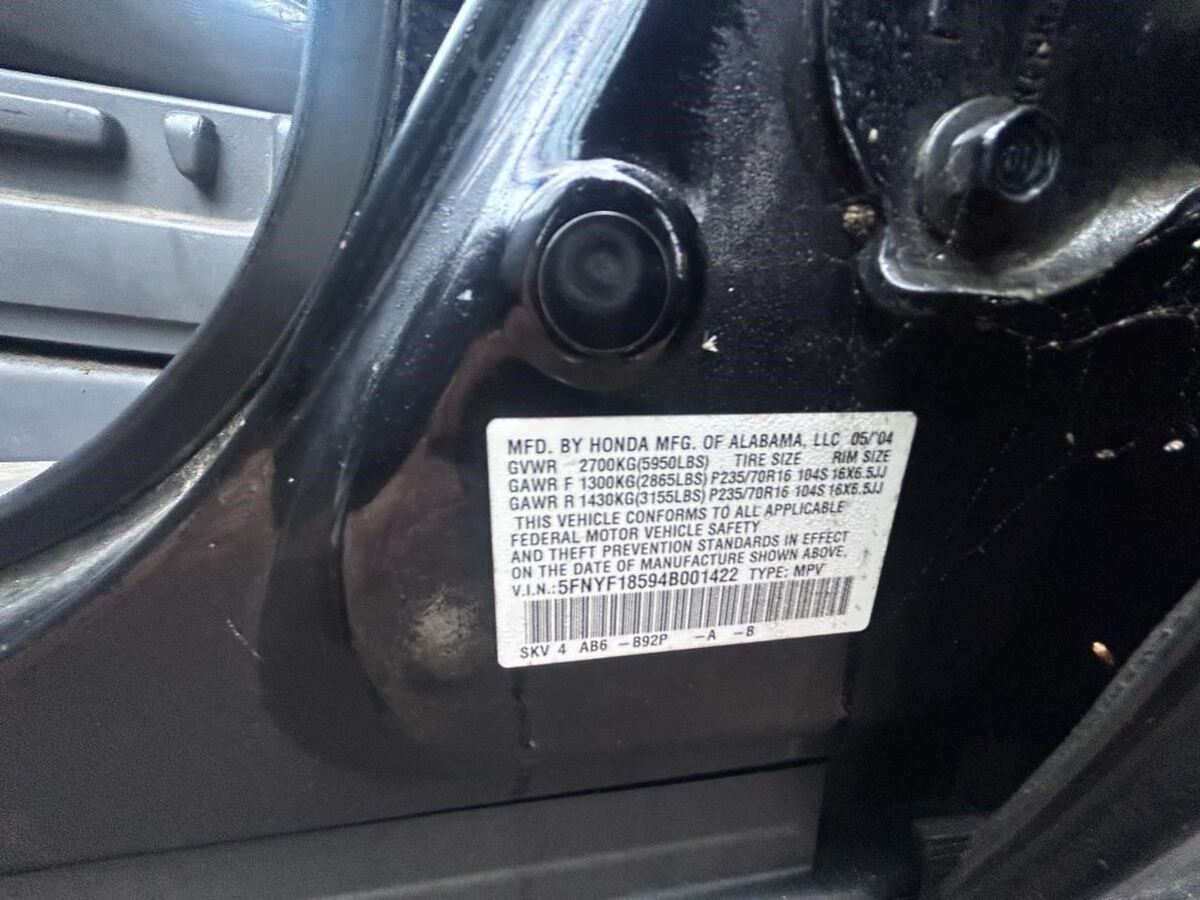 MFD. BY HONDA MFG. OF ALABAMA, LLC 05/'04
GVWR 2700KG(5950LBS) TIRE SIZE RIM SIZE
GAWR F 1300KG(2865LBS) P235/70R16 104S 16X6.5JJ
GAWR R 1430KG(3155LBS) P235/70R16 104S 16X6.5JJ
THIS VEHICLE CONFORMS TO ALL APPLICABLE
FEDERAL MOTOR VEHICLE SAFETY
AND THEFT PREVENTION STANDARDS IN EFFECT
ON THE DATE OF MANUFACTURE SHOWN ABOVE.
V.I.N.:5FNYF18594B001422 TYPE: MPV
SKV 4 AB6 -B92P -A -B